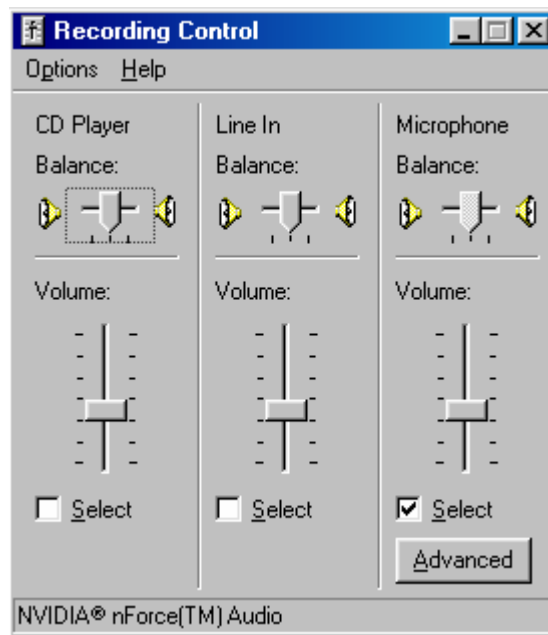 Recording Control
Options Help
CD Player
Line In
Microphone
Balance:
Balance:
Balance:
Volume:
Volume:
Volume:
Select
Select
Select
Advanced
NVIDIA® nForce(TM) Audio